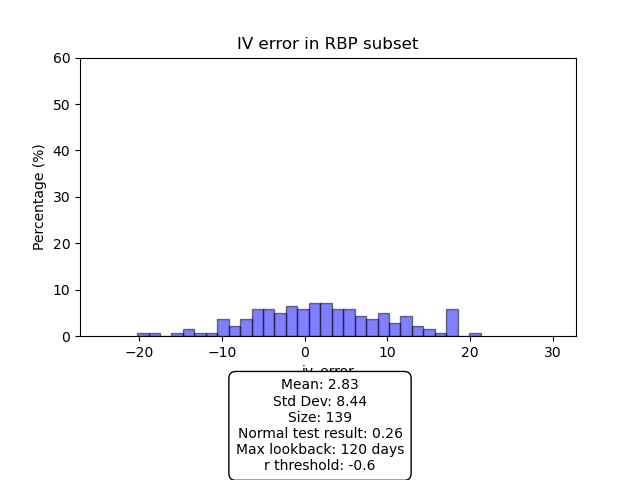 IV error in RBP subset
60
50
40
30
20
10
0
Percentage (%)
−20
−10
0
10
20
30
iv_error
Mean: 2.83
Std Dev: 8.44
Size: 139
Normal test result: 0.26
Max lookback: 120 days
r threshold: -0.6